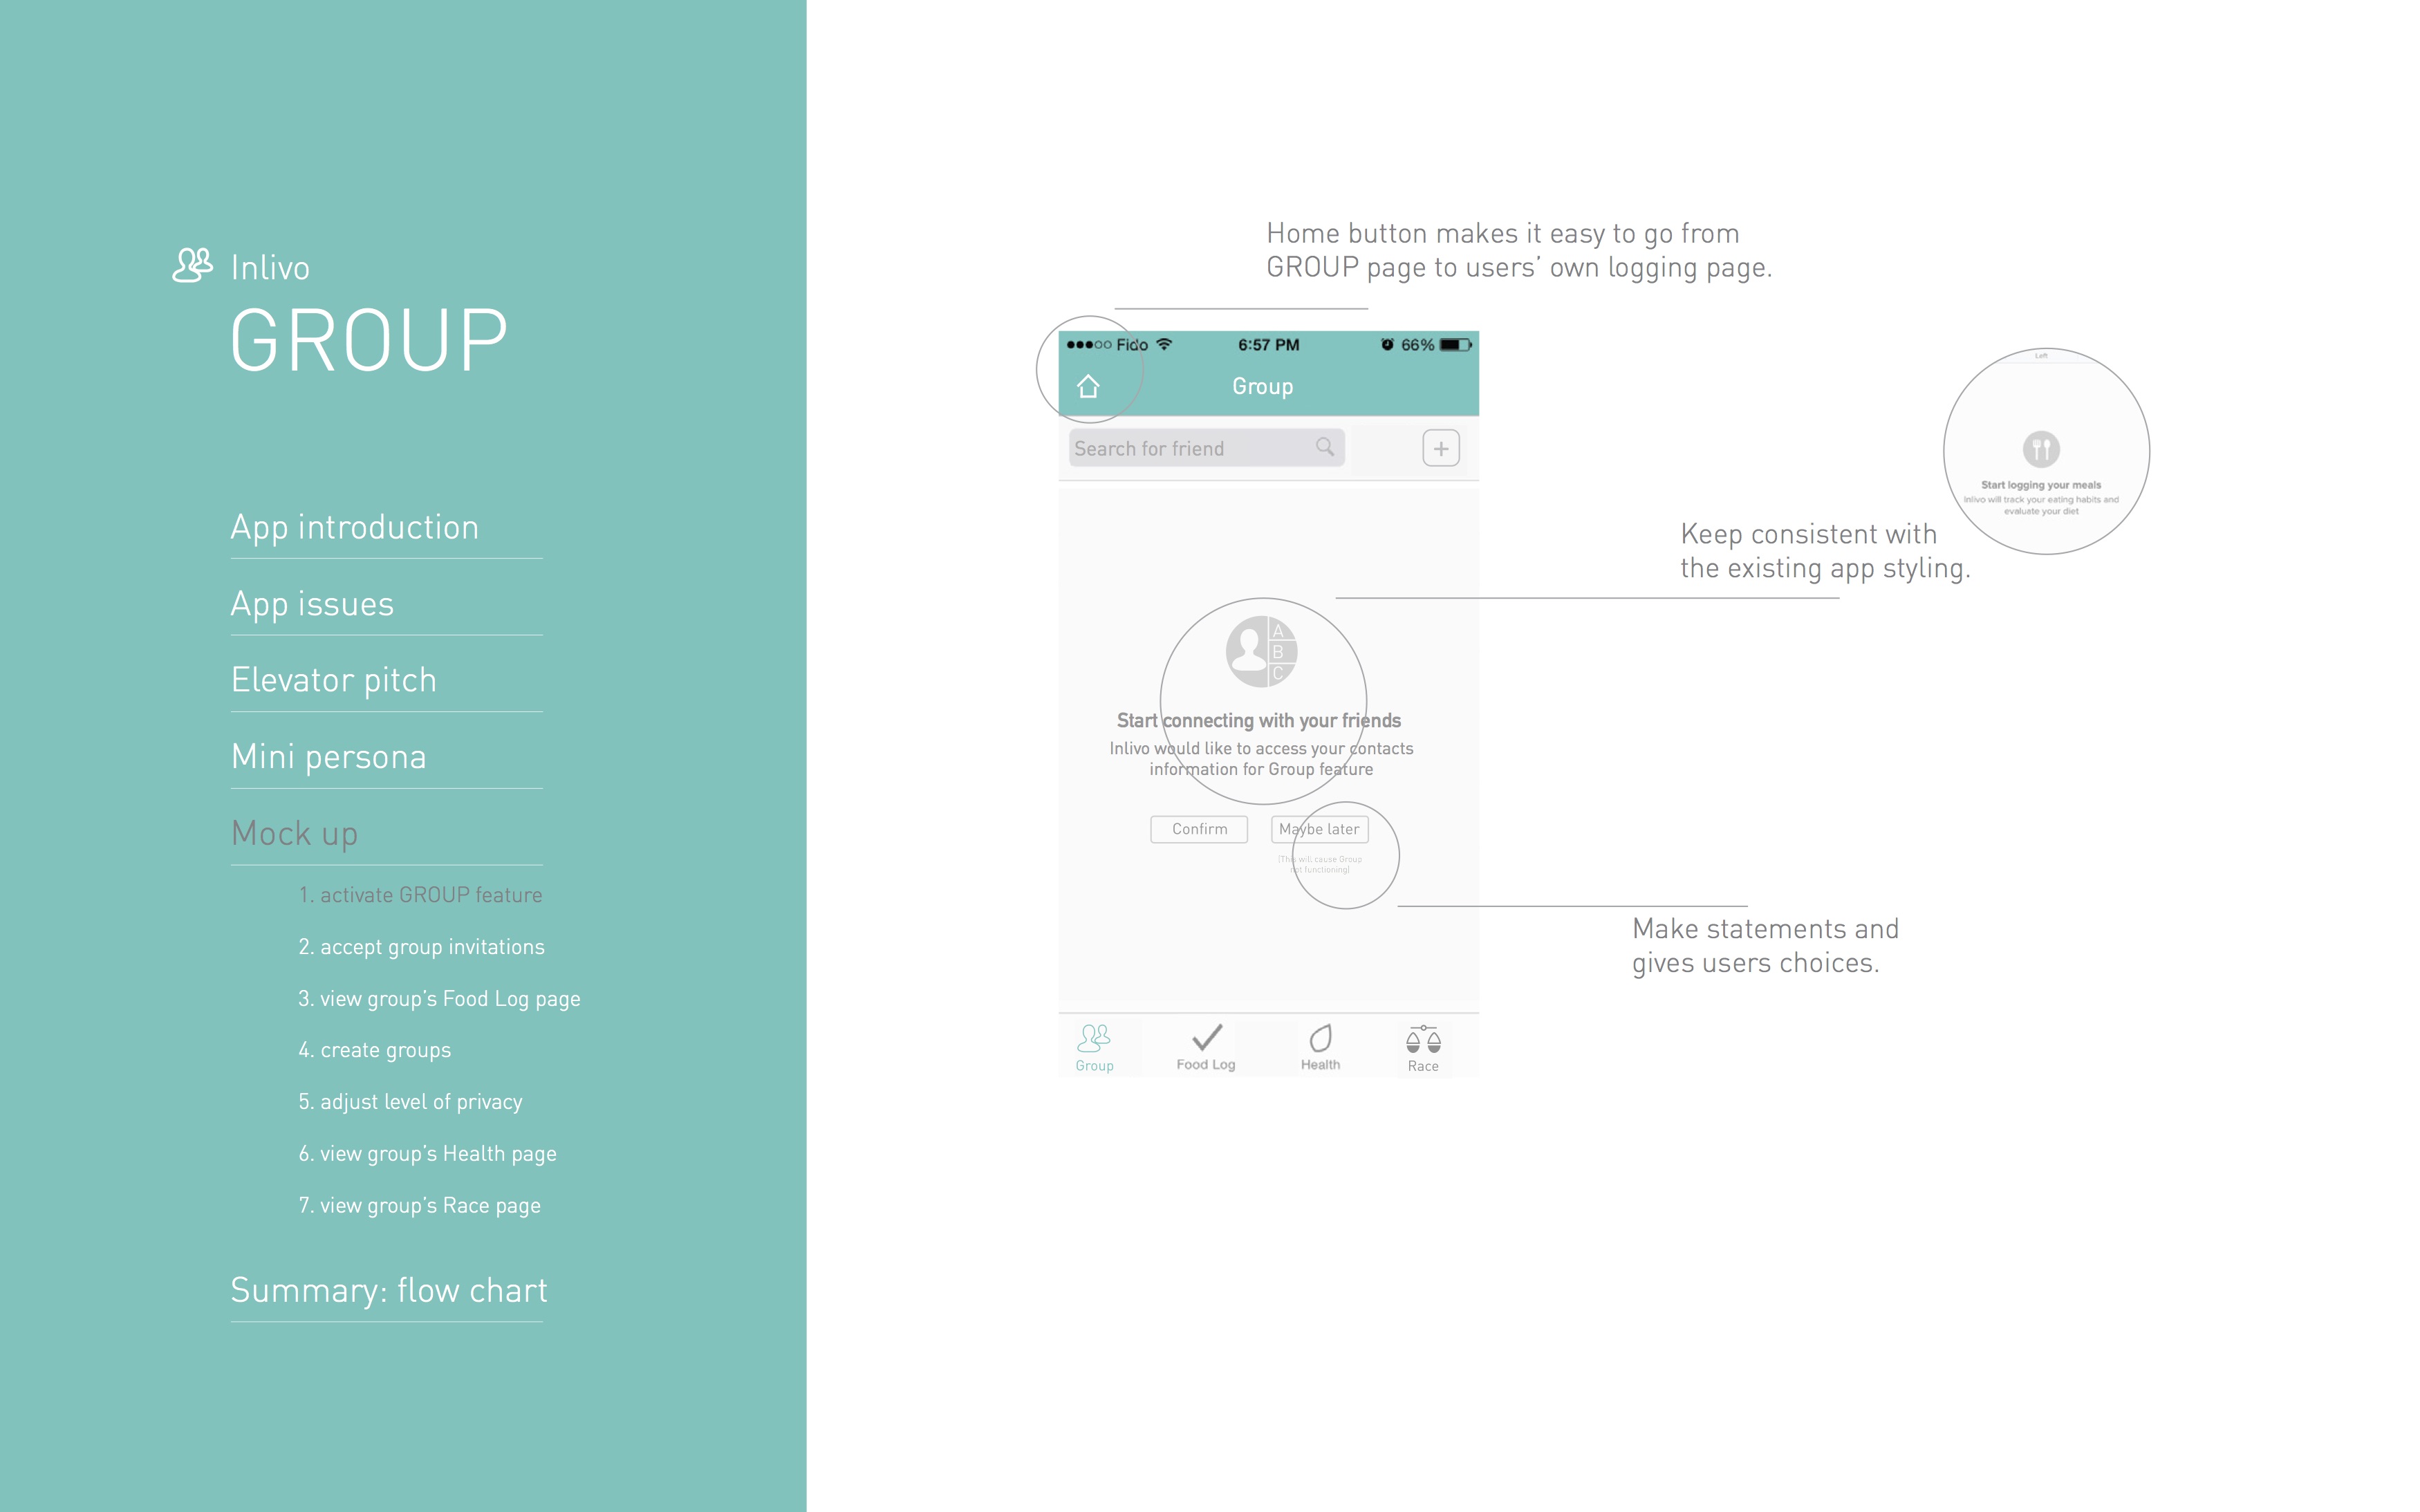 Inlivo
GROUP
App introduction
App issues
Elevator pitch
Mini persona
Mock up
1. activate GROUP feature
2. accept group invitations
3. view group's Food Log page
4. create groups
5. adjust level of privacy
6. view group's Health page
7. view group's Race page
Summary: flow chart
Home button makes it easy to go from
GROUP page to users' own logging page.
Fido
6:57 PM
66%
Group
Search for friend
+
A
B
C
Start connecting with your friends
Inlivo would like to access your contacts
information for Group feature
Confirm
Maybe later
(This will cause Group
not functioning)
Group
Food Log
Health
Race
Left
Start logging your meals
Inlivo will track your eating habits and
evaluate your diet
Keep consistent with
the existing app styling.
Make statements and
gives users choices.